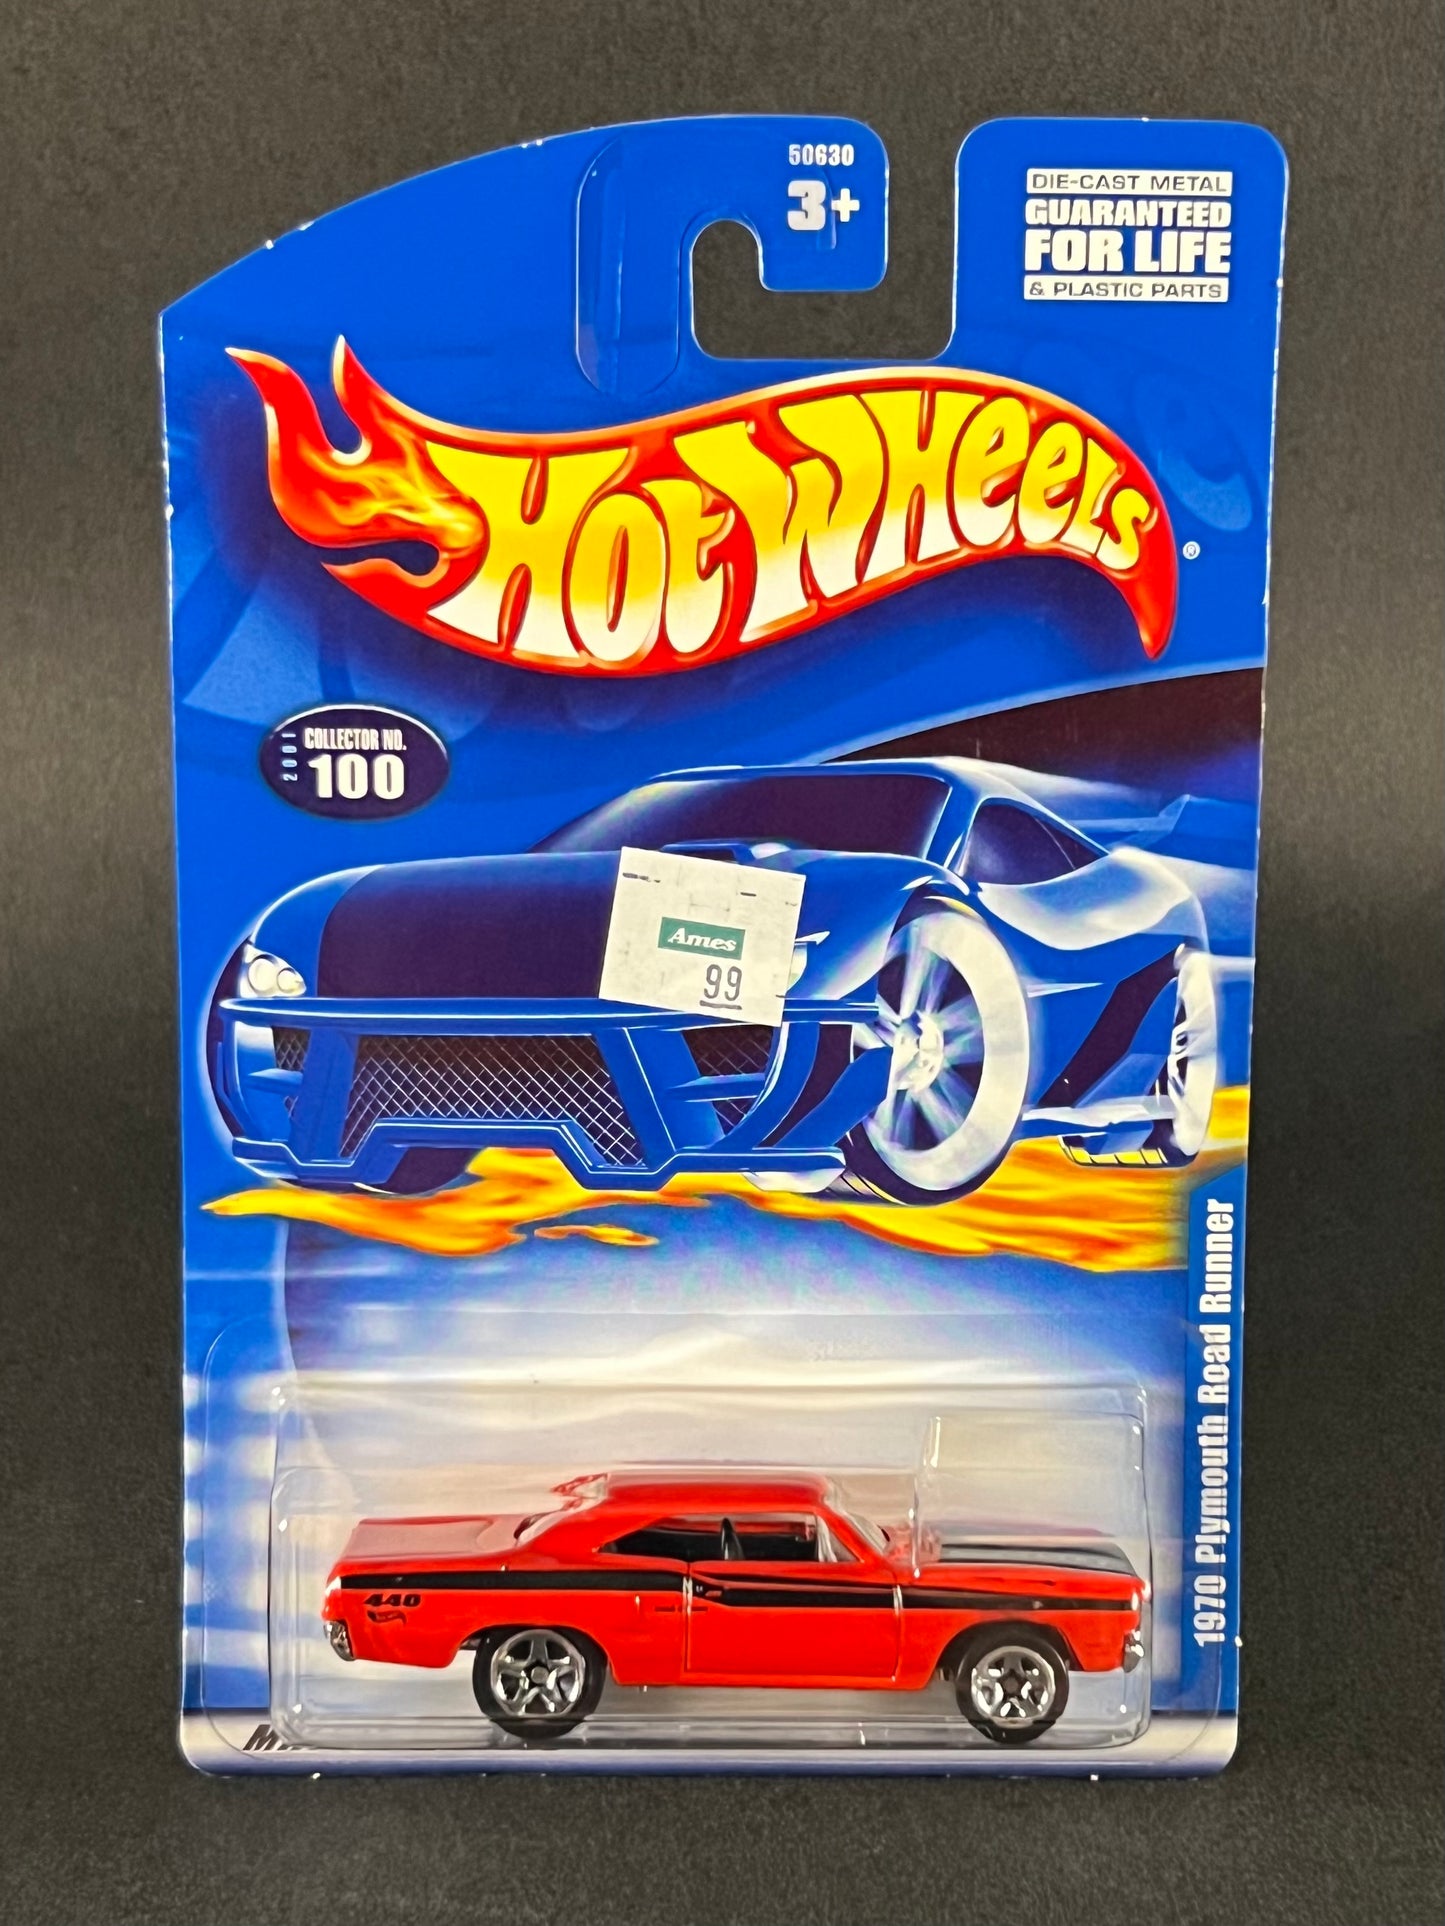 50630
3+
DIE-CAST METAL
GUARANTEED
FOR LIFE
& PLASTIC PARTS
HOT WHEELS®
2001
COLLECTOR NO.
100
Ames
99
1970 Plymouth Road Runner
440